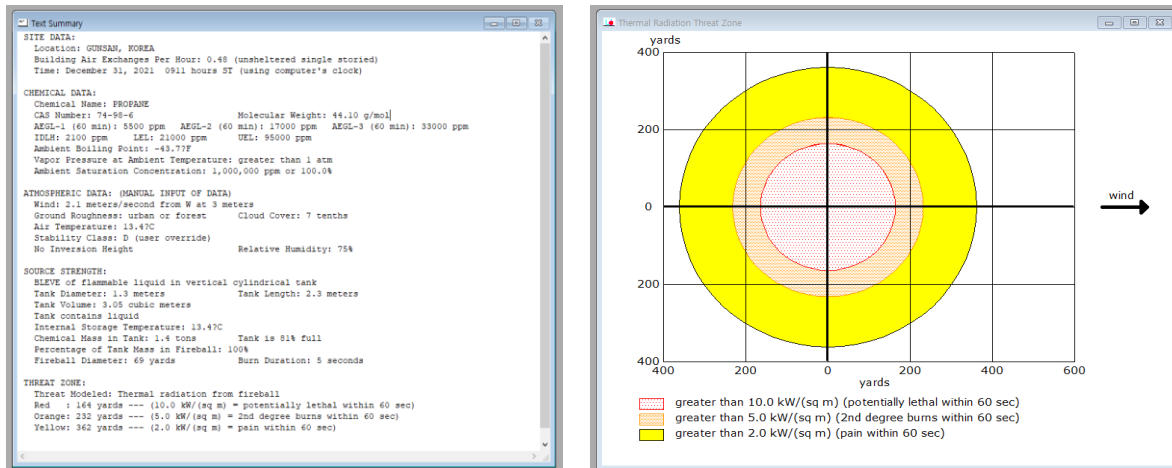 Text Summary
SITE DATA:
Location: GUNSAN, KOREA
Building Air Exchanges Per Hour: 0.48 (unsheltered single storied)
Time: December 31, 2021  0911 hours ST (using computer's clock)
CHEMICAL DATA:
Chemical Name: PROPANE
CAS Number: 74-98-6 Molecular Weight: 44.10 g/mol
AEGL-1 (60 min): 5500 ppm AEGL-2 (60 min): 17000 ppm AEGL-3 (60 min): 33000 ppm
IDLH: 2100 ppm LEL: 21000 ppm UEL: 95000 ppm
Ambient Boiling Point: -43.7?F
Vapor Pressure at Ambient Temperature: greater than 1 atm
Ambient Saturation Concentration: 1,000,000 ppm or 100.0%
ATMOSPHERIC DATA: (MANUAL INPUT OF DATA)
Wind: 2.1 meters/second from W at 3 meters
Ground Roughness: urban or forest Cloud Cover: 7 tenths
Air Temperature: 13.4?C
Stability Class: D (user override)
No Inversion Height Relative Humidity: 75%
SOURCE STRENGTH:
BLEVE of flammable liquid in vertical cylindrical tank
Tank Diameter: 1.3 meters Tank Length: 2.3 meters
Tank Volume: 3.05 cubic meters
Tank contains liquid
Internal Storage Temperature: 13.4?C
Chemical Mass in Tank: 1.4 tons Tank is 81% full
Percentage of Tank Mass in Fireball: 100%
Fireball Diameter: 69 yards Burn Duration: 5 seconds
THREAT ZONE:
Threat Modeled: Thermal radiation from fireball
Red : 164 yards --- (10.0 kW/(sq m) = potentially lethal within 60 sec)
Orange: 232 yards --- (5.0 kW/(sq m) = 2nd degree burns within 60 sec)
Yellow: 362 yards --- (2.0 kW/(sq m) = pain within 60 sec)
Thermal Radiation Threat Zone
yards
400
200
0
200
400
wind
400 200 0 200 400 600
yards
greater than 10.0 kW/(sq m) (potentially lethal within 60 sec)
greater than 5.0 kW/(sq m) (2nd degree burns within 60 sec)
greater than 2.0 kW/(sq m) (pain within 60 sec)